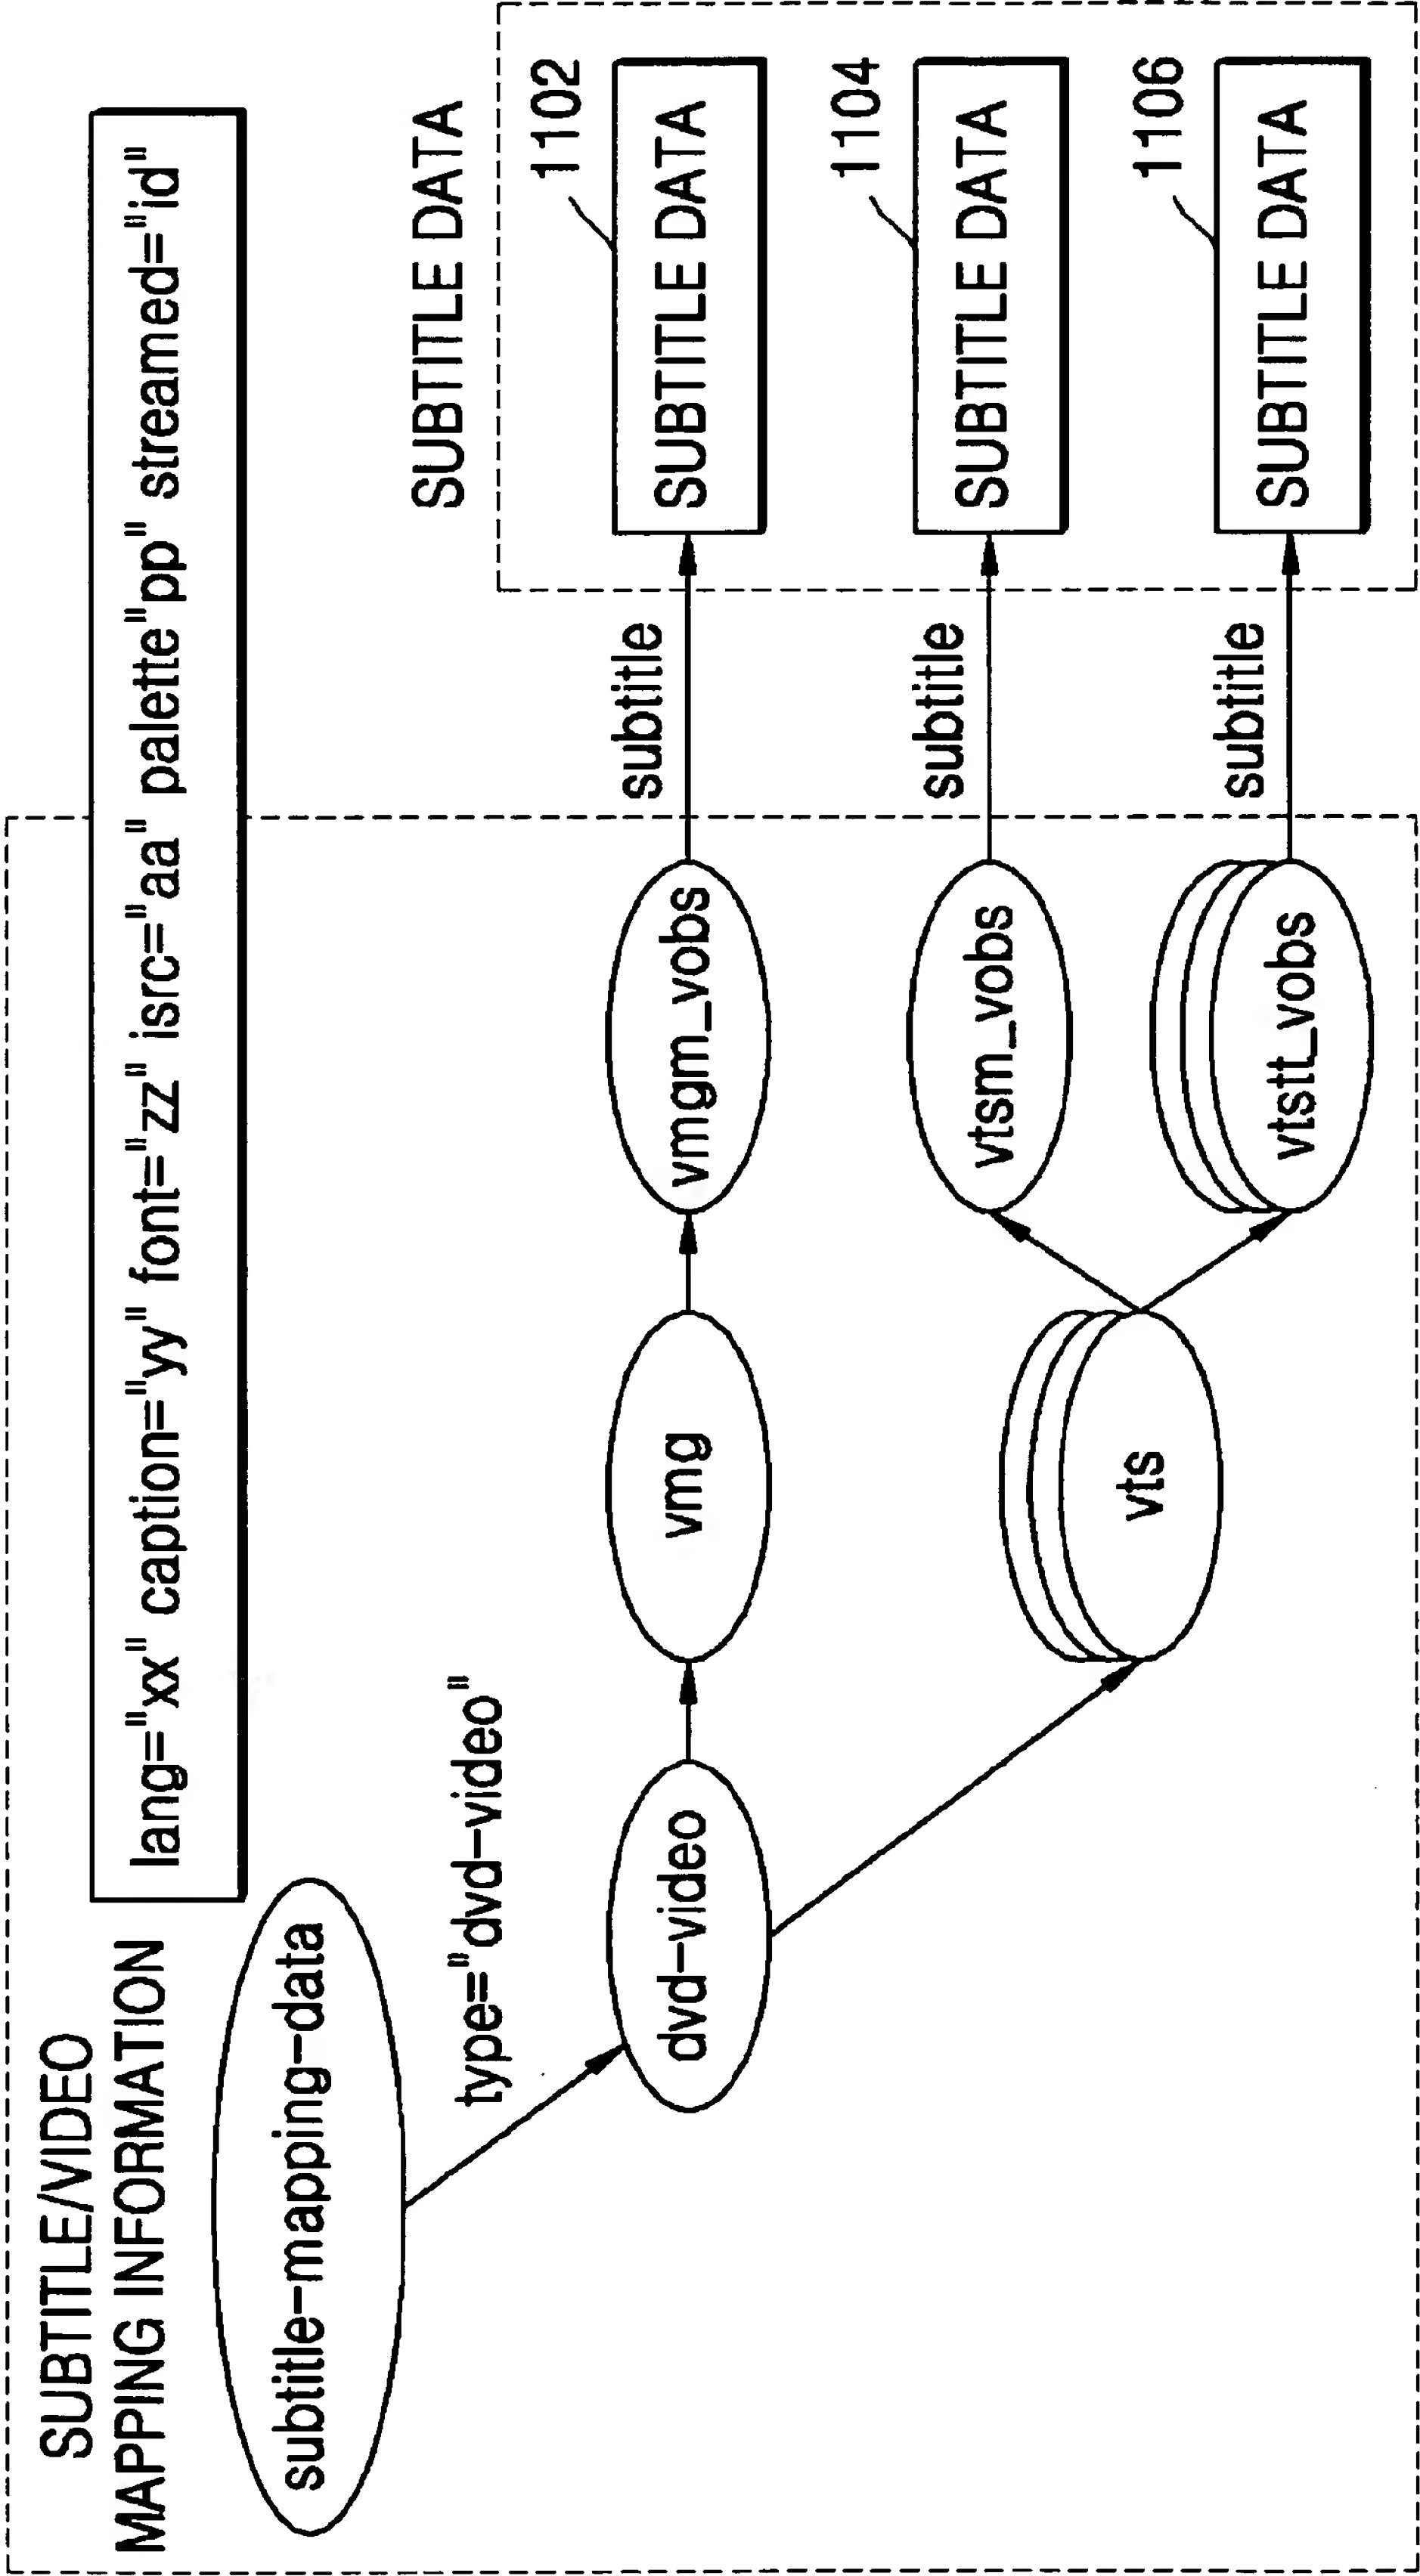 SUBTITLE/VIDEO
MAPPING INFORMATION
lang="xx" caption="yy" font="zz" isrc="aa" palette"pp" streamed="id"
subtitle-mapping-data
type="dvd-video"
SUBTITLE DATA
dvd-video
vmg
vmgm_vobs
subtitle
SUBTITLE DATA
1102
vtsm_vobs
subtitle
SUBTITLE DATA
1104
vts
vtstt_vobs
subtitle
SUBTITLE DATA
1106